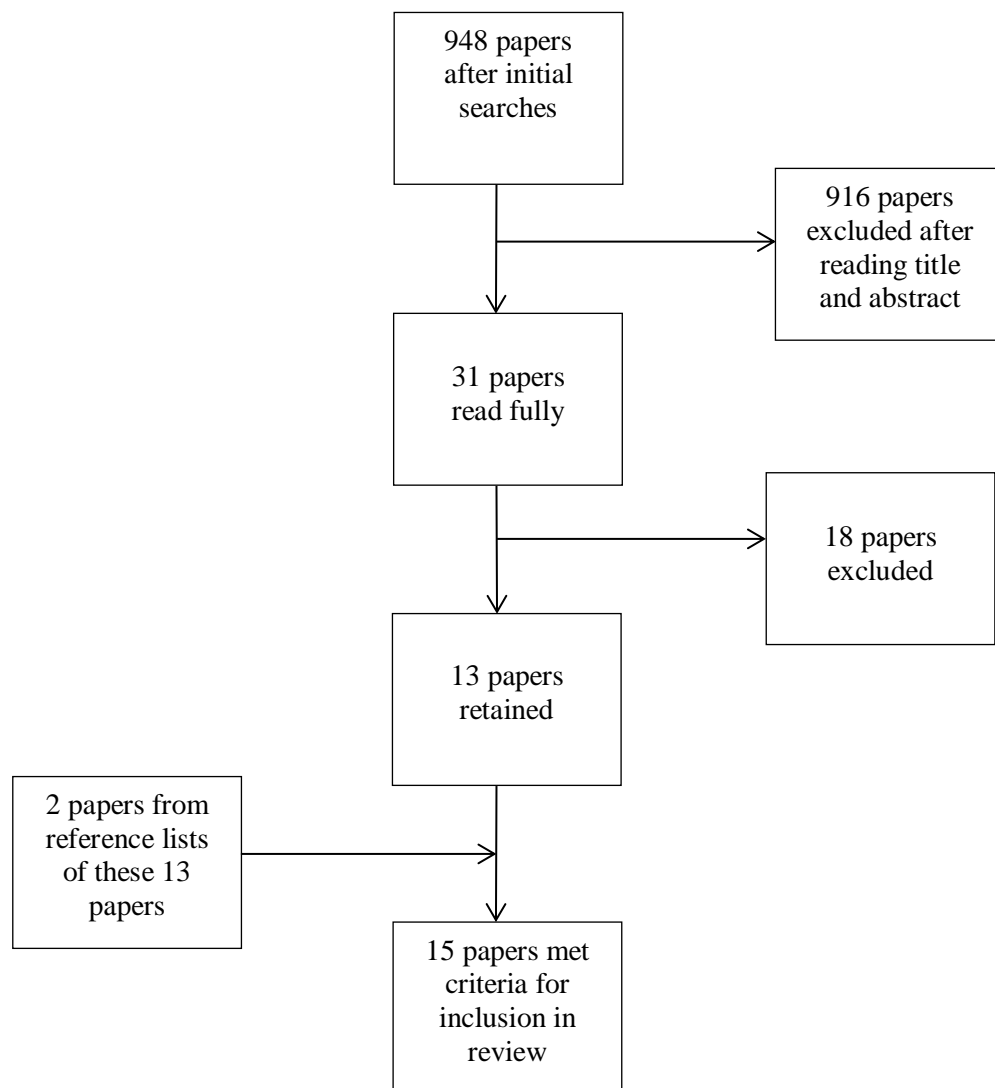 948 papers
after initial
searches
916 papers
excluded after
reading title
and abstract
31 papers
read fully
18 papers
excluded
13 papers
retained
2 papers from
reference lists
of these 13
papers
15 papers met
criteria for
inclusion in
review